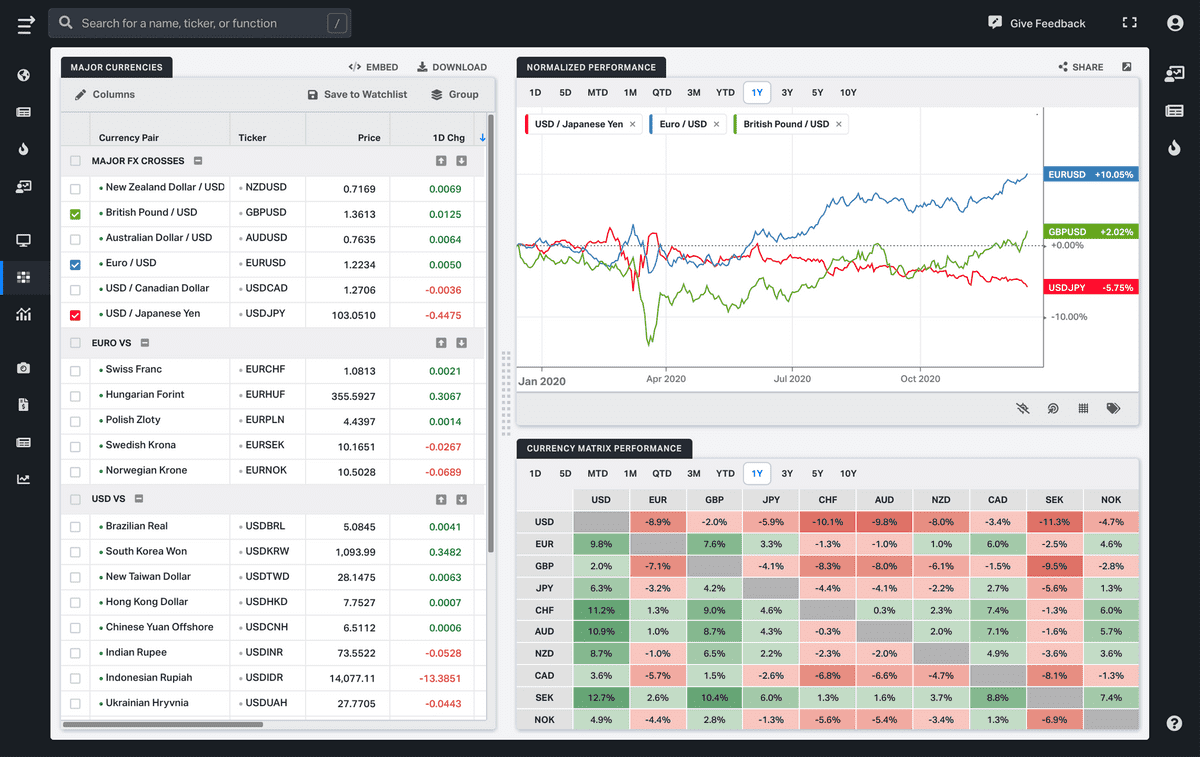 Search for a name, ticker, or function /
Give Feedback
MAJOR CURRENCIES
</> EMBED DOWNLOAD
Columns Save to Watchlist Group
Currency Pair Ticker Price 1D Chg
MAJOR FX CROSSES
New Zealand Dollar / USD NZDUSD 0.7169 0.0069
British Pound / USD GBPUSD 1.3613 0.0125
Australian Dollar / USD AUDUSD 0.7635 0.0064
Euro / USD EURUSD 1.2234 0.0050
USD / Canadian Dollar USDCAD 1.2706 -0.0036
USD / Japanese Yen USDJPY 103.0510 -0.4475
EURO VS
Swiss Franc EURCHF 1.0813 0.0021
Hungarian Forint EURHUF 355.5927 0.3067
Polish Zloty EURPLN 4.4397 0.0014
Swedish Krona EURSEK 10.1651 -0.0267
Norwegian Krone EURNOK 10.5028 -0.0689
USD VS
Brazilian Real USDBRL 5.0845 0.0041
South Korea Won USDKRW 1,093.99 0.3482
New Taiwan Dollar USDTWD 28.1475 0.0063
Hong Kong Dollar USDHKD 7.7527 0.0007
Chinese Yuan Offshore USDCNH 6.5112 0.0006
Indian Rupee USDINR 73.5522 -0.0528
Indonesian Rupiah USDIDR 14,077.11 -13.3851
Ukrainian Hryvnia USDUAH 27.7705 -0.0443
NORMALIZED PERFORMANCE
SHARE
1D 5D MTD 1M QTD 3M YTD 1Y 3Y 5Y 10Y
USD / Japanese Yen × Euro / USD × British Pound / USD ×
EURUSD +10.05%
GBPUSD +2.02%
+0.00%
USDJPY -5.75%
-10.00%
Jan 2020 Apr 2020 Jul 2020 Oct 2020
CURRENCY MATRIX PERFORMANCE
1D 5D MTD 1M QTD 3M YTD 1Y 3Y 5Y 10Y
USD EUR GBP JPY CHF AUD NZD CAD SEK NOK
USD -8.9% -2.0% -5.9% -10.1% -9.8% -8.0% -3.4% -11.3% -4.7%
EUR 9.8% 7.6% 3.3% -1.3% -1.0% 1.0% 6.0% -2.5% 4.6%
GBP 2.0% -7.1% -4.1% -8.3% -8.0% -6.1% -1.5% -9.5% -2.8%
JPY 6.3% -3.2% 4.2% -4.4% -4.1% -2.2% 2.7% -5.6% 1.3%
CHF 11.2% 1.3% 9.0% 4.6% 0.3% 2.3% 7.4% -1.3% 6.0%
AUD 10.9% 1.0% 8.7% 4.3% -0.3% 2.0% 7.1% -1.6% 5.7%
NZD 8.7% -1.0% 6.5% 2.2% -2.3% -2.0% 4.9% -3.6% 3.6%
CAD 3.6% -5.7% 1.5% -2.6% -6.8% -6.6% -4.7% -8.1% -1.3%
SEK 12.7% 2.6% 10.4% 6.0% 1.3% 1.6% 3.7% 8.8% 7.4%
NOK 4.9% -4.4% 2.8% -1.3% -5.6% -5.4% -3.4% 1.3% -6.9%